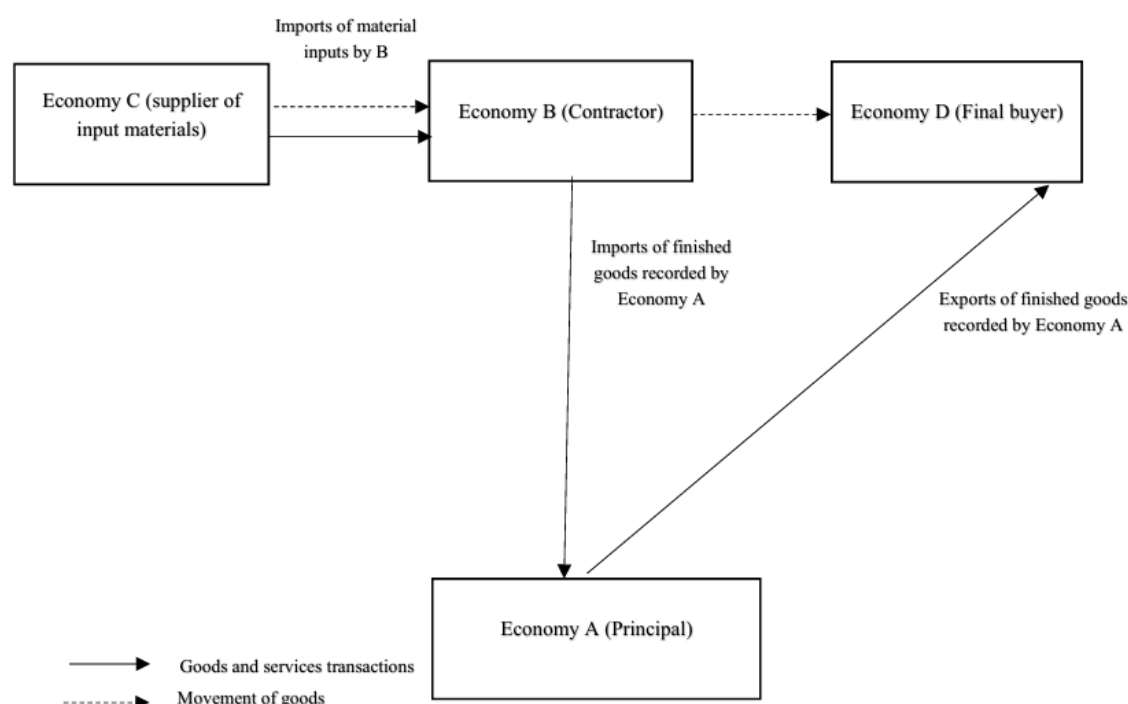 Imports of material
inputs by B
Economy C (supplier of
input materials)
Economy B (Contractor)
Economy D (Final buyer)
Imports of finished
goods recorded by
Economy A
Exports of finished goods
recorded by Economy A
Economy A (Principal)
Goods and services transactions
Movement of goods